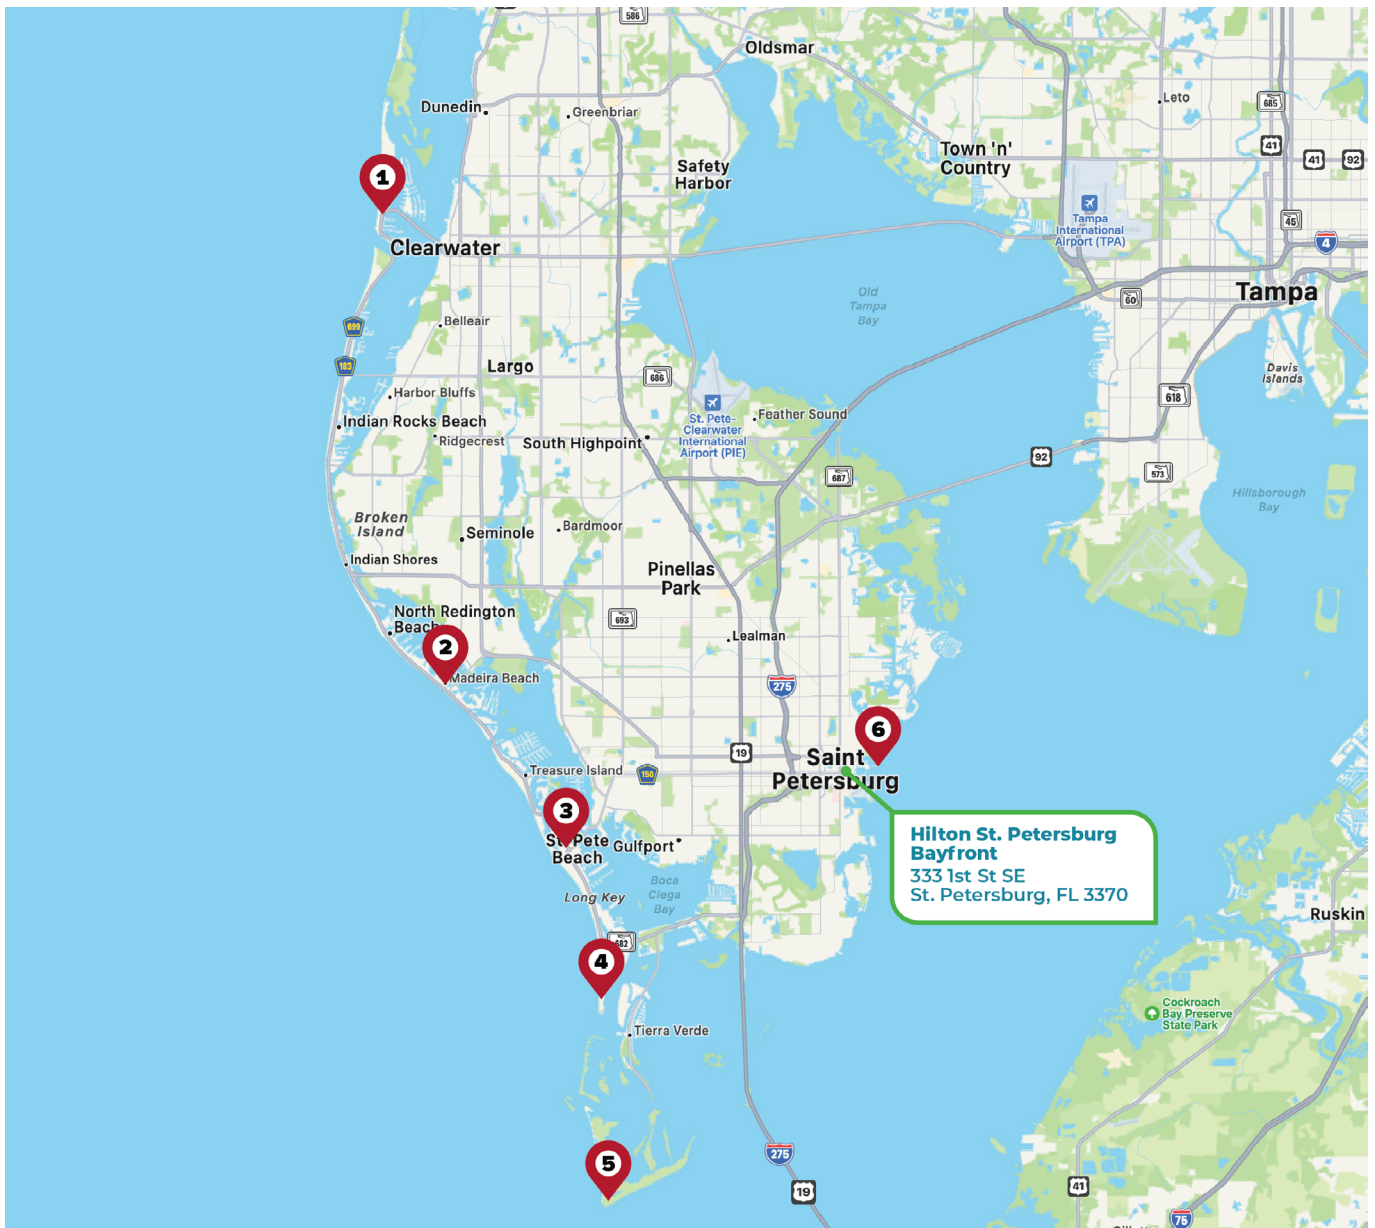 586
Oldsmar
Dunedin
Greenbriar
Leto
685
41
Town 'n'
Country
41
92
Safety
Harbor
1
Tampa
International
Airport (TPA)
45
4
Clearwater
Old
Tampa
Bay
60
Tampa
699
Belleair
183
Largo
686
Davis
Islands
Harbor Bluffs
618
St. Pete-
Clearwater
International
Airport (PIE)
Feather Sound
Indian Rocks Beach
Ridgecrest
South Highpoint
92
687
573
Hillsborough
Bay
Broken
Island
Seminole
Bardmoor
Indian Shores
Pinellas
Park
North Redington
Beach
693
Lealman
2
Madeira Beach
275
6
19
Saint
Petersburg
Treasure Island
150
3
St. Pete
Beach
Gulfport
Hilton St. Petersburg
Bayfront
333 1st St SE
St. Petersburg, FL 3370
Long Key
Boca
Ciega
Bay
Ruskin
682
4
Cockroach
Bay Preserve
State Park
Tierra Verde
5
275
19
41
75